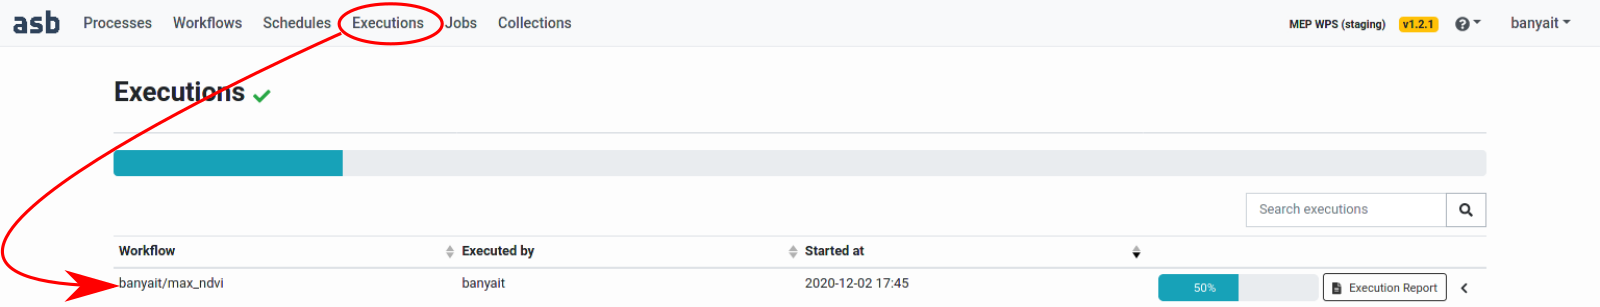 asb Processes Workflows Schedules Executions Jobs Collections MEP WPS (staging) v1.2.1 banyait
Executions
Search executions
Workflow Executed by Started at
banyait/max_ndvi banyait 2020-12-02 17:45 50% Execution Report